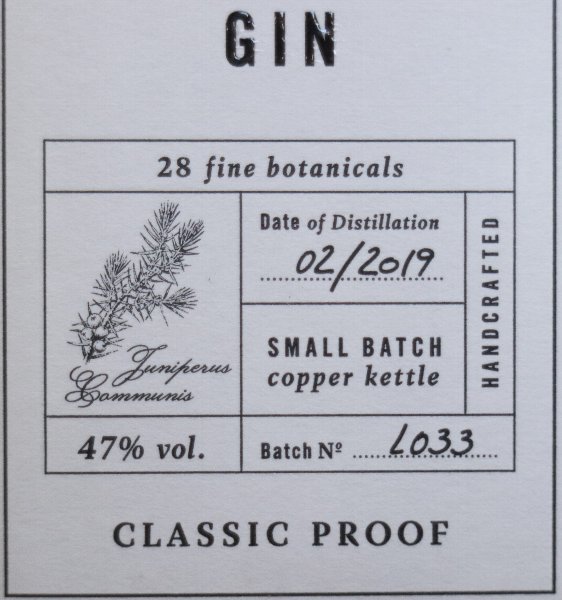 GIN
28 fine botanicals
Juniperus
Communis
Date of Distillation
02/2019
SMALL BATCH
copper kettle
HANDCRAFTED
47% vol.
Batch Nº L033
CLASSIC PROOF